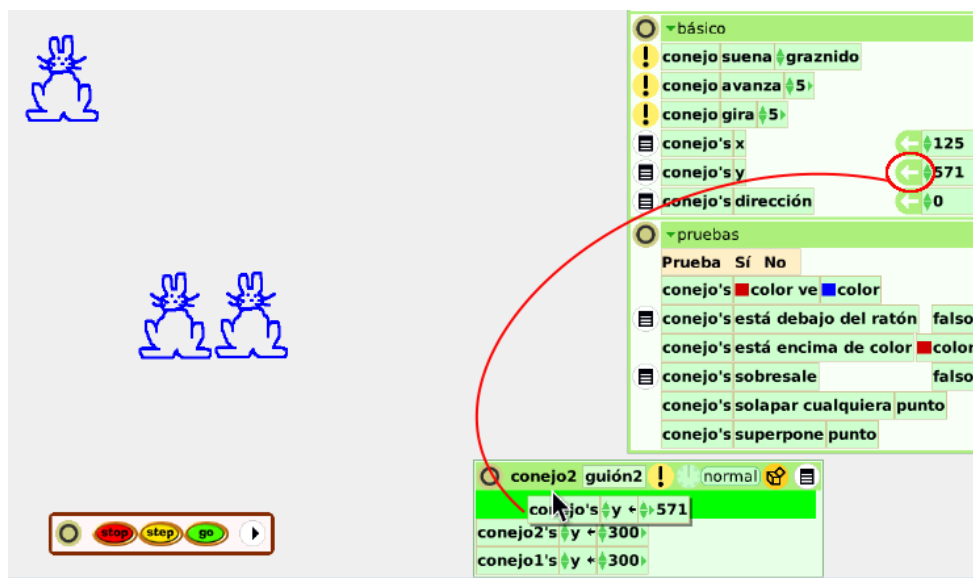 básico
! conejo suena graznido
! conejo avanza 5
! conejo gira 5
conejo's x 125
conejo's y 571
conejo's dirección 0
pruebas
Prueba Sí No
conejo's color ve color
conejo's está debajo del ratón falso
conejo's está encima de color color
conejo's sobresale falso
conejo's solapar cualquiera punto
conejo's superpone punto
conejo2 guión2 ! normal
conejo's y ← 571
conejo2's y ← 300
conejo1's y ← 300
stop step go